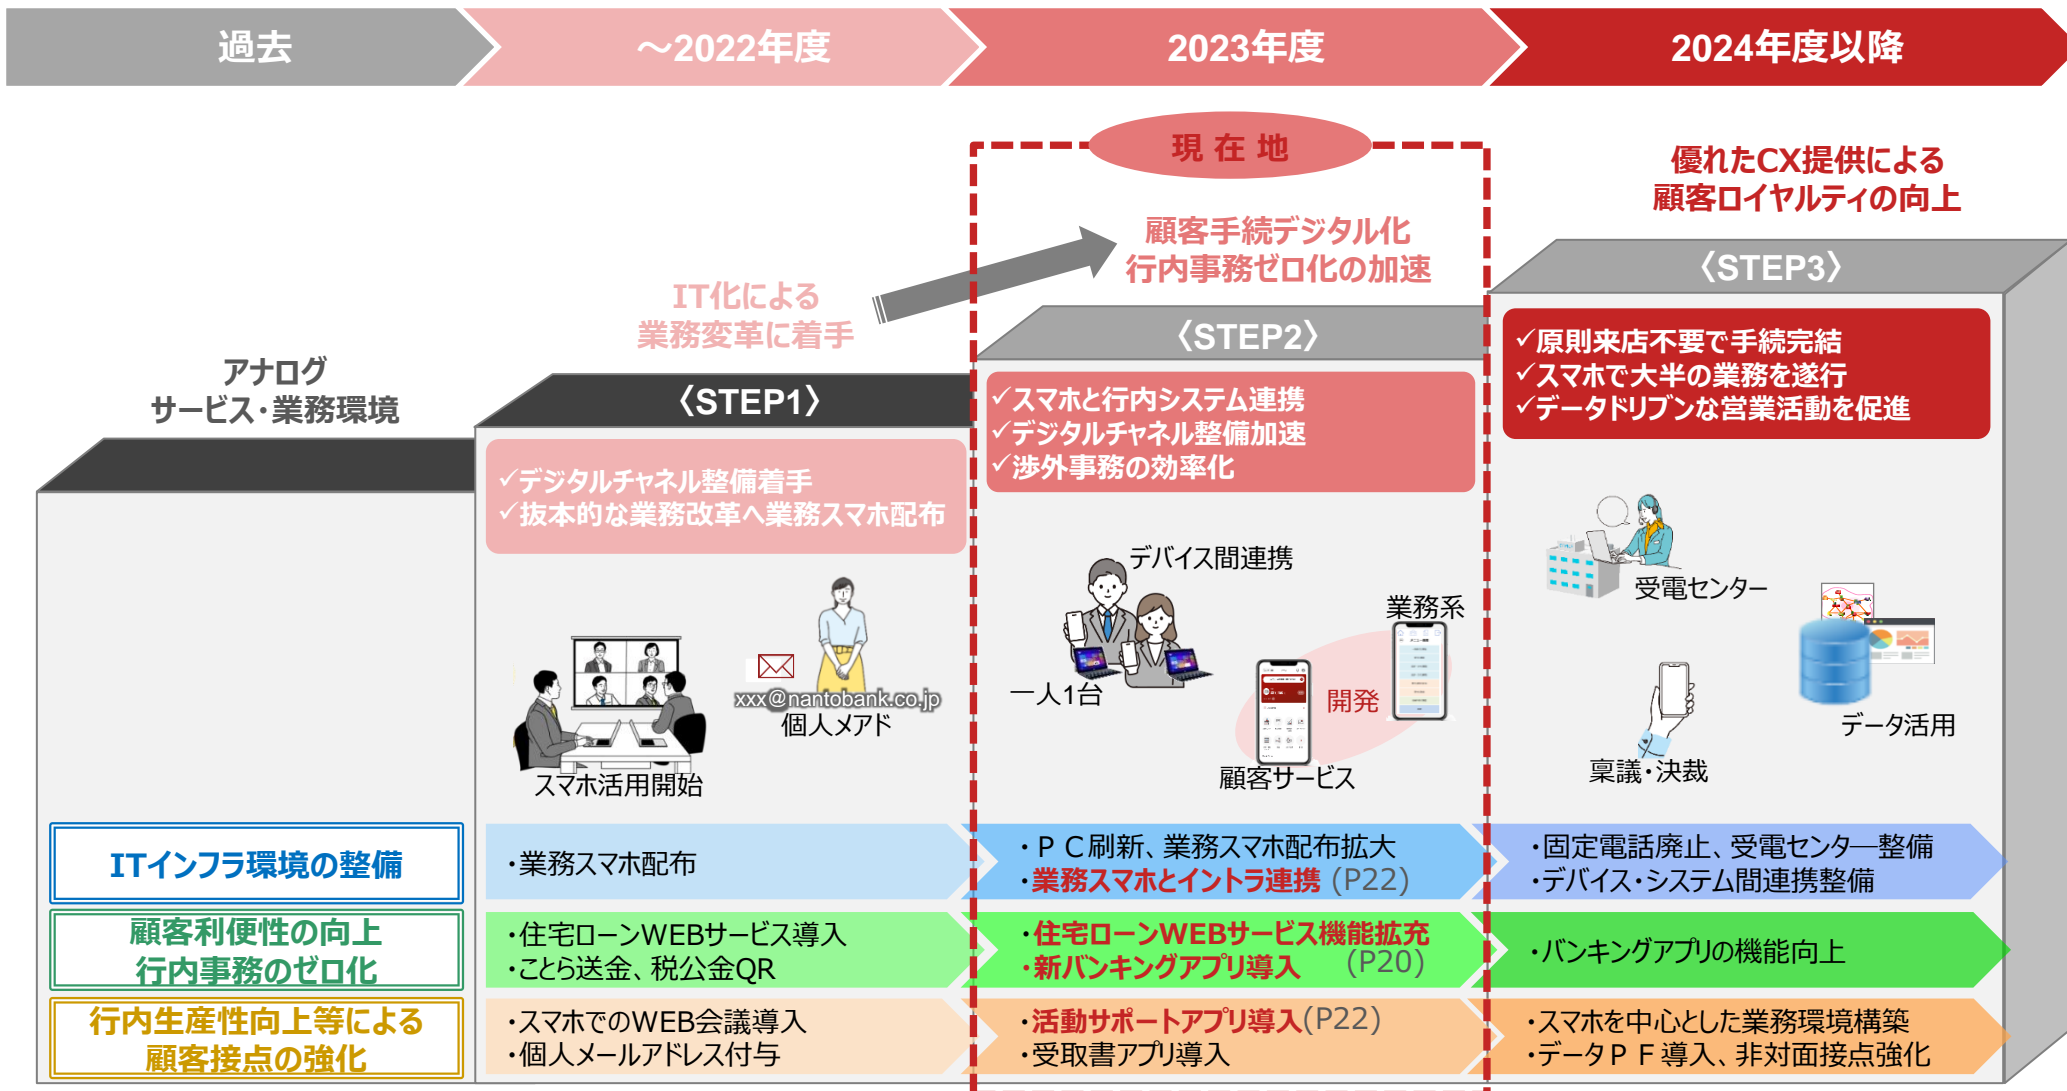 過去
～2022年度
2023年度
2024年度以降
現 在 地
優れたCX提供による
顧客ロイヤルティの向上
顧客手続デジタル化
行内事務ゼロ化の加速
IT化による
業務変革に着手
アナログ
サービス・業務環境
〈STEP1〉
✓デジタルチャネル整備着手
✓抜本的な業務改革へ業務スマホ配布
スマホ活用開始
xxx@nantobank.co.jp
個人メアド
〈STEP2〉
✓スマホと行内システム連携
✓デジタルチャネル整備加速
✓渉外事務の効率化
デバイス間連携
一人1台
業務系
開発
顧客サービス
〈STEP3〉
✓原則来店不要で手続完結
✓スマホで大半の業務を遂行
✓データドリブンな営業活動を促進
受電センター
データ活用
稟議・決裁
ITインフラ環境の整備
・業務スマホ配布
・ＰＣ刷新、業務スマホ配布拡大
・業務スマホとイントラ連携 (P22)
・固定電話廃止、受電センタ―整備
・デバイス・システム間連携整備
顧客利便性の向上
行内事務のゼロ化
・住宅ローンWEBサービス導入
・ことら送金、税公金QR
・住宅ローンWEBサービス機能拡充
・新バンキングアプリ導入 (P20)
・バンキングアプリの機能向上
行内生産性向上等による
顧客接点の強化
・スマホでのWEB会議導入
・個人メールアドレス付与
・活動サポートアプリ導入(P22)
・受取書アプリ導入
・スマホを中心とした業務環境構築
・データＰＦ導入、非対面接点強化